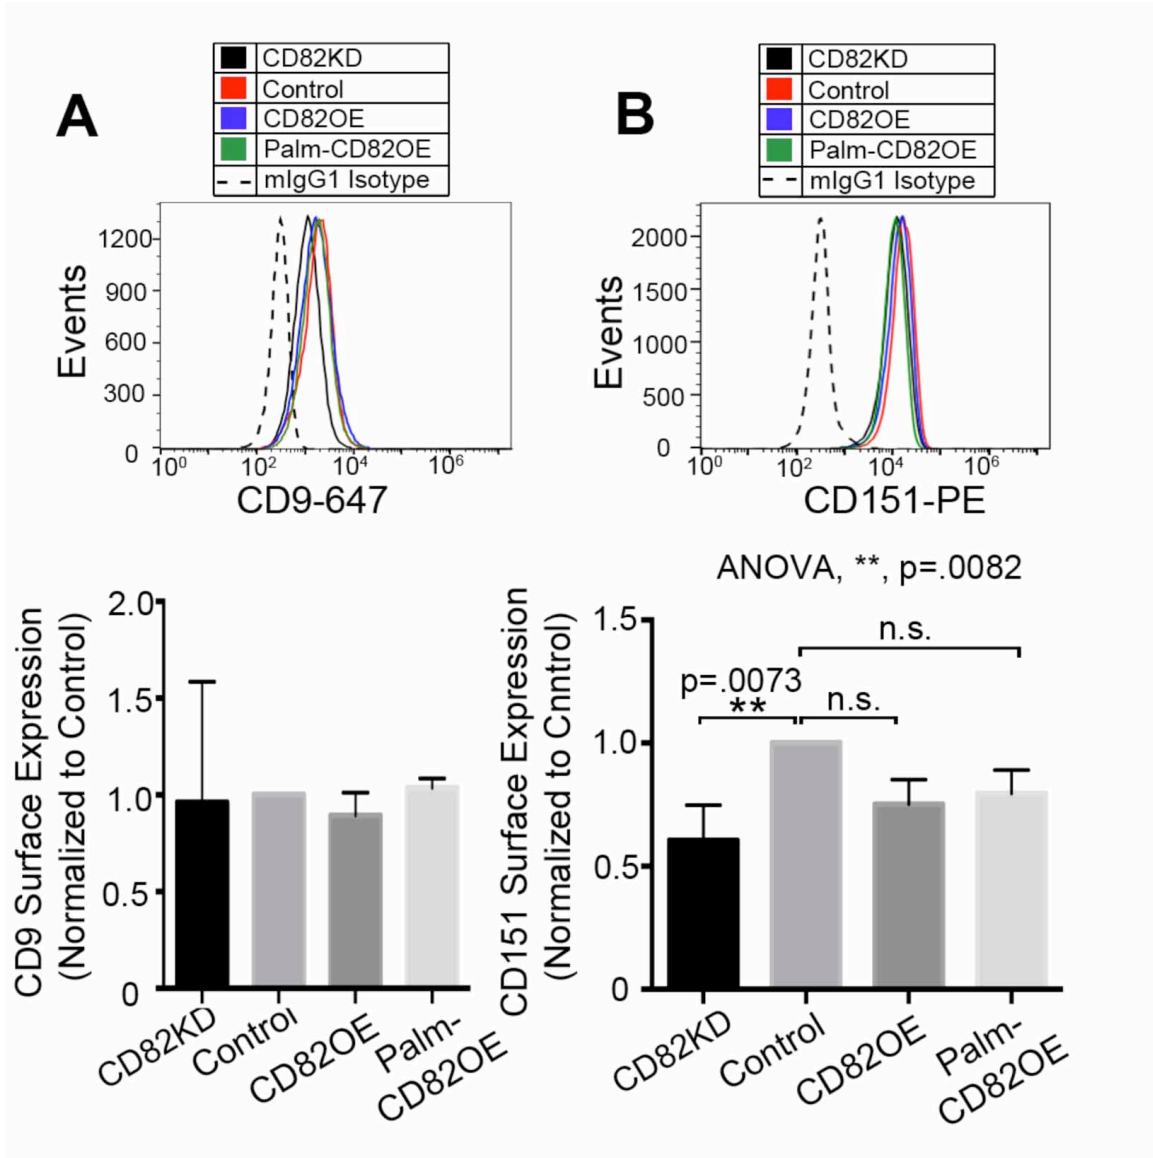 A
CD82KD
Control
CD82OE
Palm-CD82OE
mIgG1 Isotype
Events
1200
900
600
300
0
10⁰
10²
10⁴
10⁶
CD9-647
B
CD82KD
Control
CD82OE
Palm-CD82OE
mIgG1 Isotype
Events
2000
1500
1000
500
0
10⁰
10²
10⁴
10⁶
CD151-PE
CD9 Surface Expression
(Normalized to Control)
2.0
1.5
1.0
0.5
0
CD82KD
Control
CD82OE
Palm-
CD82OE
ANOVA, **, p=.0082
CD151 Surface Expression
(Normalized to Cnntrol)
1.5
1.0
0.5
0
n.s.
p=.0073
**
n.s.
CD82KD
Control
CD82OE
Palm-
CD82OE